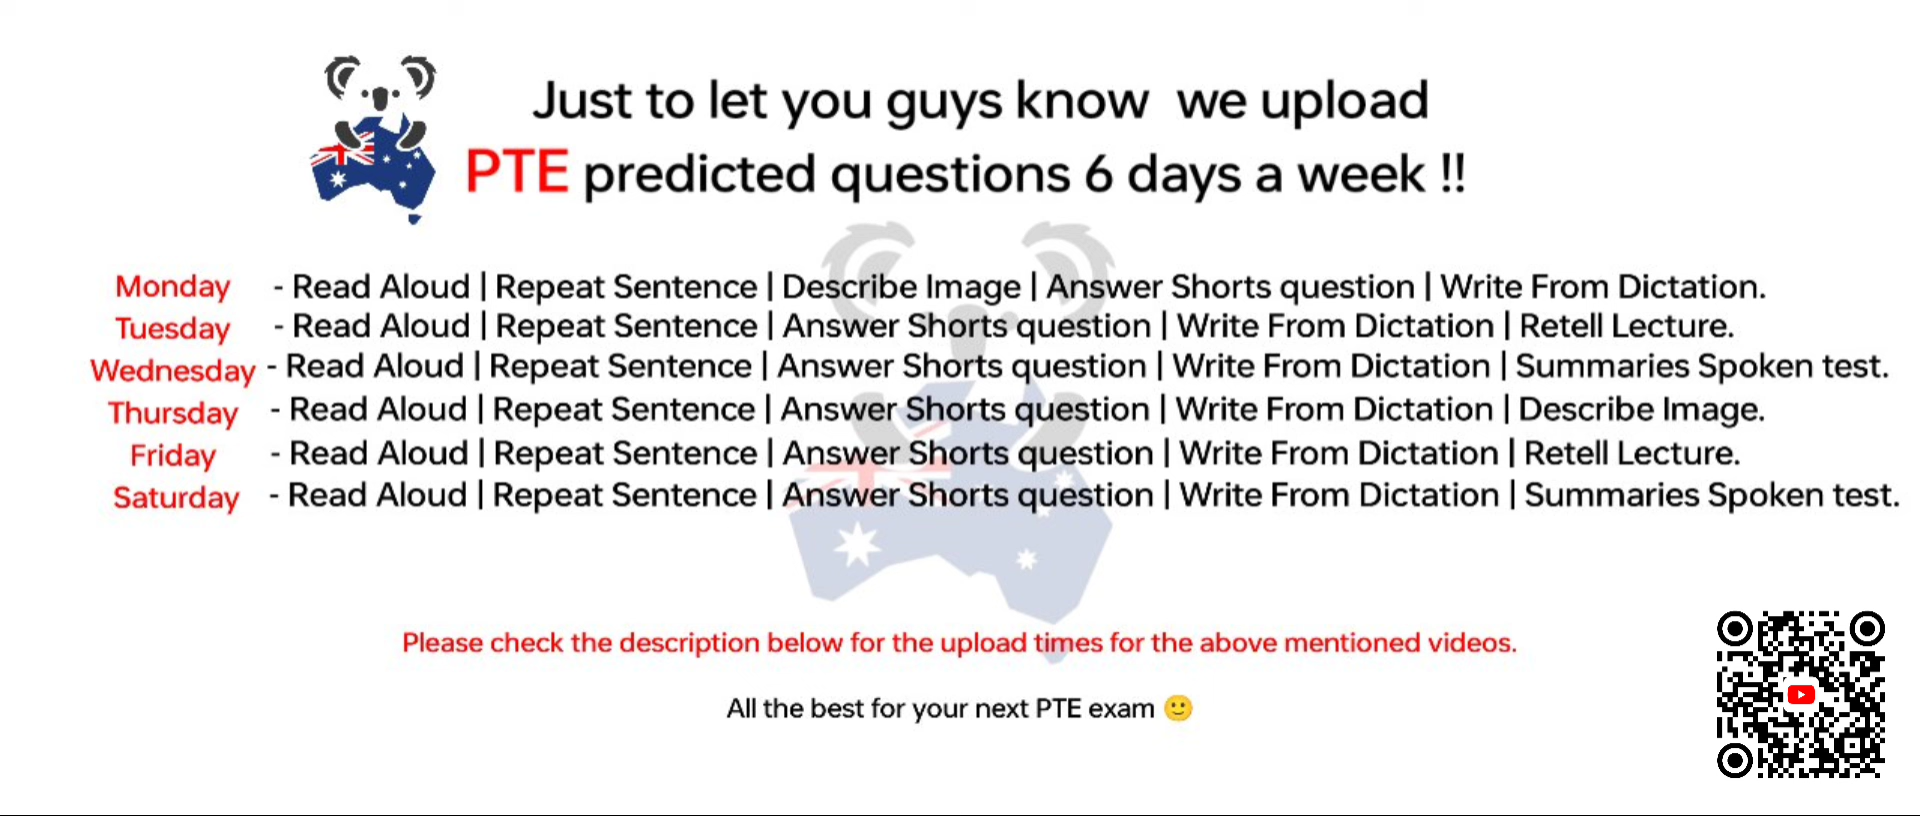 Just to let you guys know we upload
PTE predicted questions 6 days a week !!
Monday - Read Aloud | Repeat Sentence | Describe Image | Answer Shorts question | Write From Dictation.
Tuesday - Read Aloud | Repeat Sentence | Answer Shorts question | Write From Dictation | Retell Lecture.
Wednesday - Read Aloud | Repeat Sentence | Answer Shorts question | Write From Dictation | Summaries Spoken test.
Thursday - Read Aloud | Repeat Sentence | Answer Shorts question | Write From Dictation | Describe Image.
Friday - Read Aloud | Repeat Sentence | Answer Shorts question | Write From Dictation | Retell Lecture.
Saturday - Read Aloud | Repeat Sentence | Answer Shorts question | Write From Dictation | Summaries Spoken test.
Please check the description below for the upload times for the above mentioned videos.
All the best for your next PTE exam 🙂